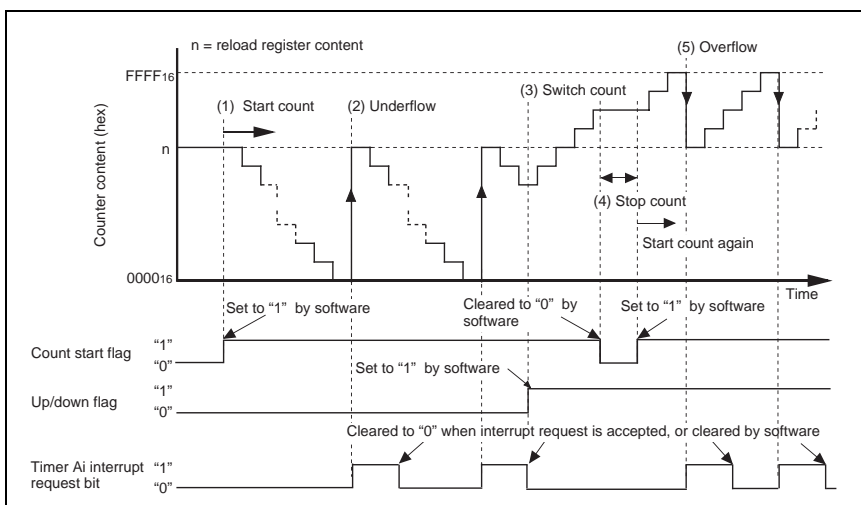 n = reload register content
FFFF16
(5) Overflow
(3) Switch count
(1) Start count
(2) Underflow
Counter content (hex)
n
(4) Stop count
Start count again
000016
Time
Set to “1” by software
Cleared to “0” by
software
Set to “1” by software
Count start flag
“1”
“0”
Set to “1” by software
Up/down flag
“1”
“0”
Cleared to “0” when interrupt request is accepted, or cleared by software
Timer Ai interrupt
request bit
“1”
“0”